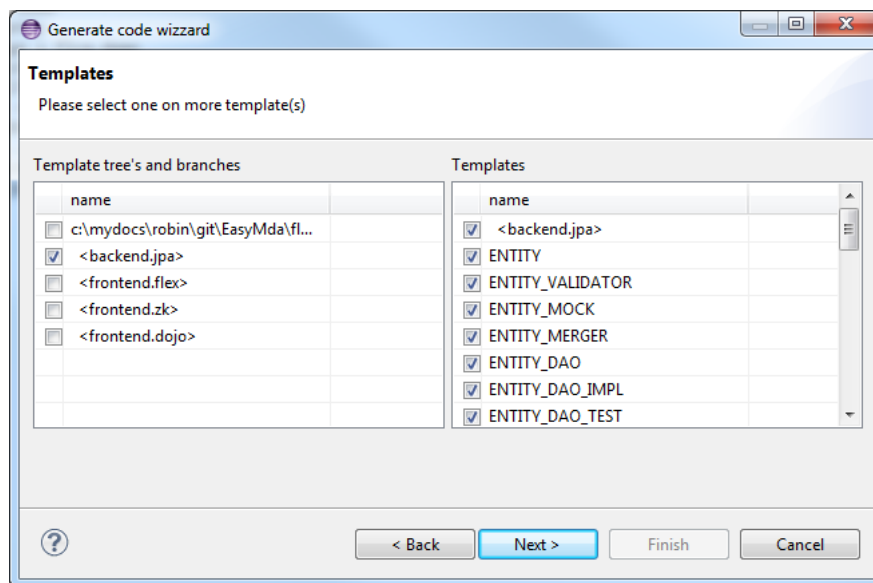 Generate code wizzard
Templates
Please select one on more template(s)
Template tree's and branches
name
c:\mydocs\robin\git\EasyMda\fl...
<backend.jpa>
<frontend.flex>
<frontend.zk>
<frontend.dojo>
Templates
name
<backend.jpa>
ENTITY
ENTITY_VALIDATOR
ENTITY_MOCK
ENTITY_MERGER
ENTITY_DAO
ENTITY_DAO_IMPL
ENTITY_DAO_TEST
?
< Back
Next >
Finish
Cancel